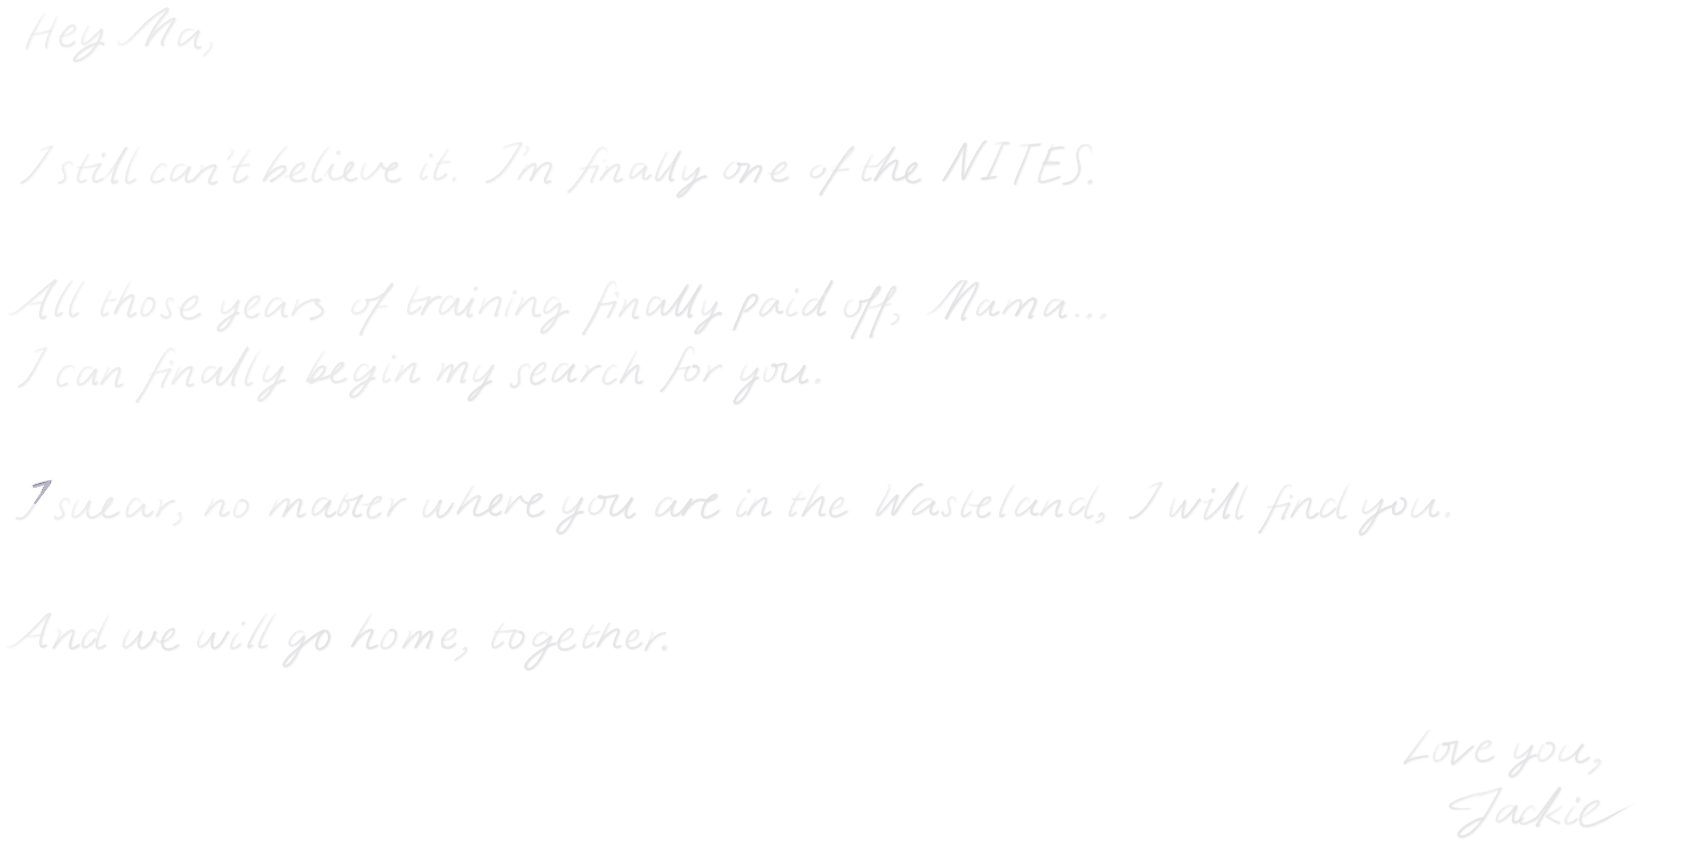 Hey Ma,
I still can't believe it. I'm finally one of the NITES.
All those years of training finally paid off, Mama...
I can finally begin my search for you.
I swear, no matter where you are in the Wasteland, I will find you.
And we will go home, together.
Love you,
Jackie